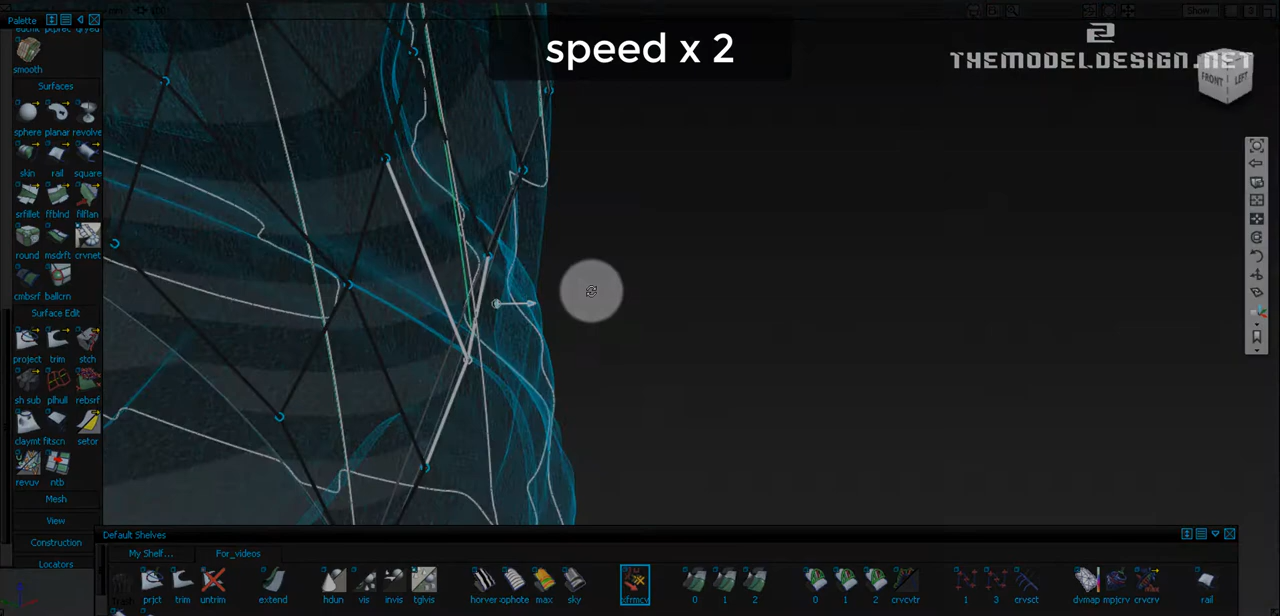 Palette
Show
speed x 2
2
THEMODELDESIGN.NET
FRONT LEFT
smooth
Surfaces
sphere planar revolve
skin rail square
srfillet ffblnd filflan
round msdrft crvnet
cmbsrf ballcrn
Surface Edit
project trim stch
sh sub plhull rebsrf
claymt fitscn setor
revuv ntb
Mesh
View
Construction
Locators
Default Shelves
My Shelf... For_videos
prjct trim untrim extend hdun vis invis tglvis horver ophote max sky xfrmcv 0 1 2 0 1 2 crvcvtr 1 3 crvsct dvmap mpjcrv crvcrv rail